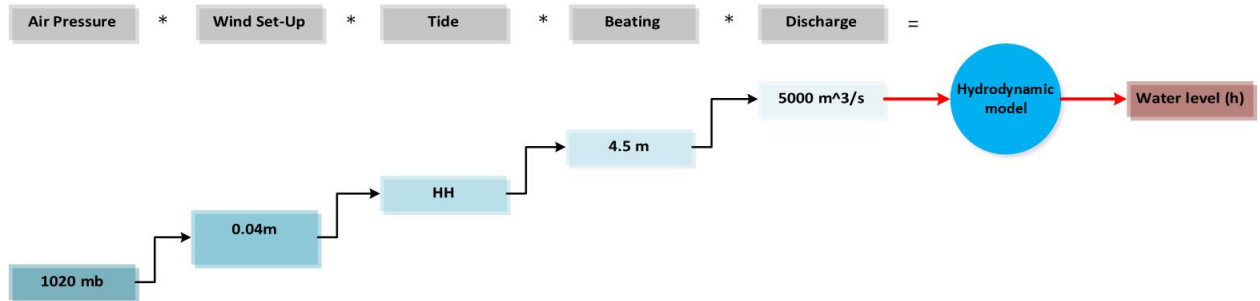 Air Pressure * Wind Set-Up * Tide * Beating * Discharge =
5000 m^3/s
Hydrodynamic
model
Water level (h)
4.5 m
HH
0.04m
1020 mb